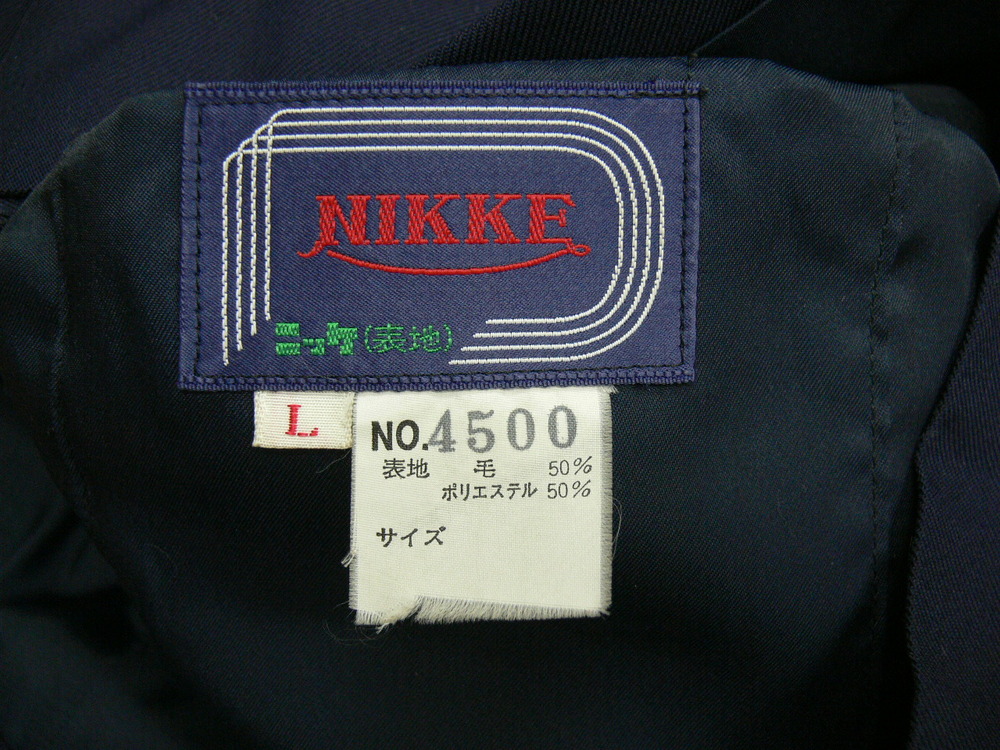 NIKKE
ニッケ(表地)
L
NO.4500
表地 毛 50%
ポリエステル 50%
サイズ